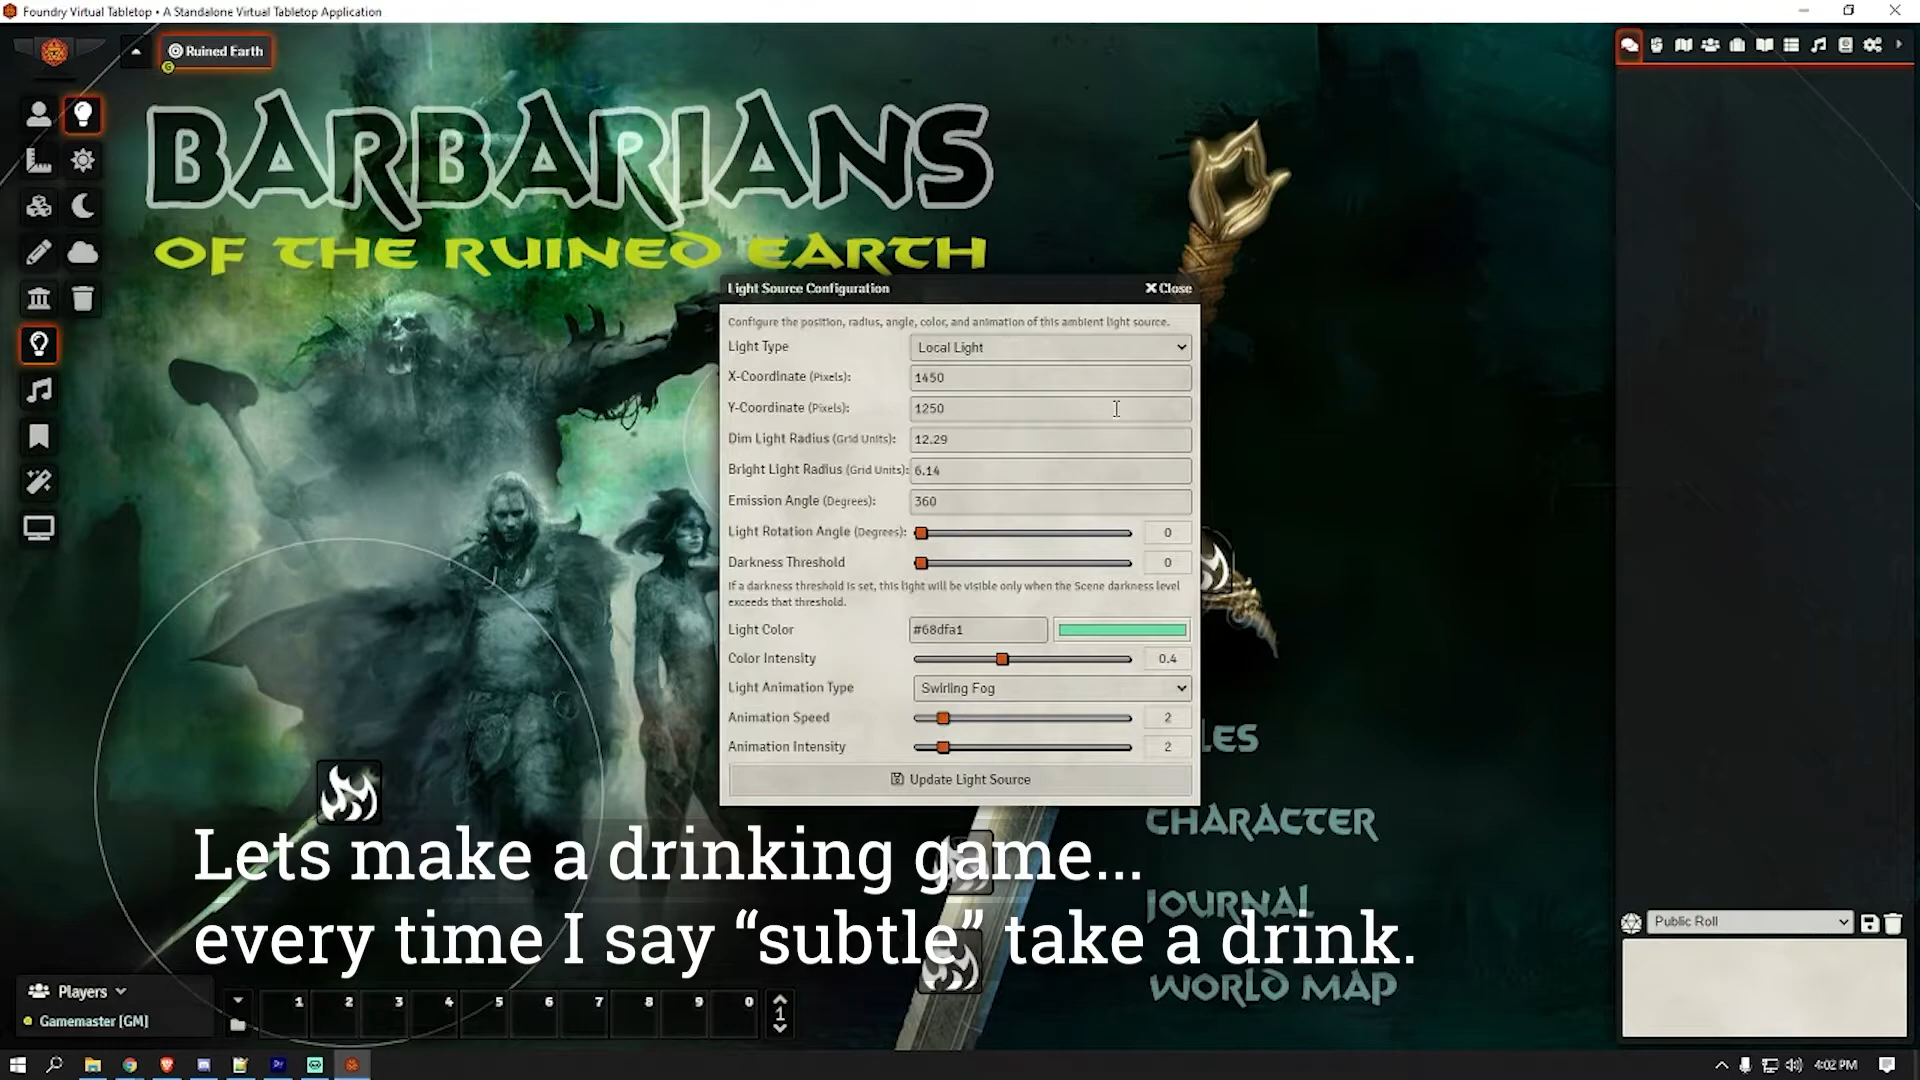 Foundry Virtual Tabletop • A Standalone Virtual Tabletop Application
Ruined Earth
BARBARIANS
OF THE RUINED EARTH
Light Source Configuration
Close
Configure the position, radius, angle, color, and animation of this ambient light source.
Light Type
Local Light
X-Coordinate (Pixels):
1450
Y-Coordinate (Pixels):
1250
Dim Light Radius (Grid Units):
12.29
Bright Light Radius (Grid Units):
6.14
Emission Angle (Degrees):
360
Light Rotation Angle (Degrees):
0
Darkness Threshold
0
If a darkness threshold is set, this light will be visible only when the Scene darkness level
exceeds that threshold.
Light Color
#68dfa1
Color Intensity
0.4
Light Animation Type
Swirling Fog
Animation Speed
2
Animation Intensity
2
Update Light Source
CHARACTER
JOURNAL
WORLD MAP
Lets make a drinking game...
every time I say “subtle” take a drink.
Public Roll
Players
Gamemaster [GM]
1 2 3 4 5 6 7 8 9 0
1
4:02 PM